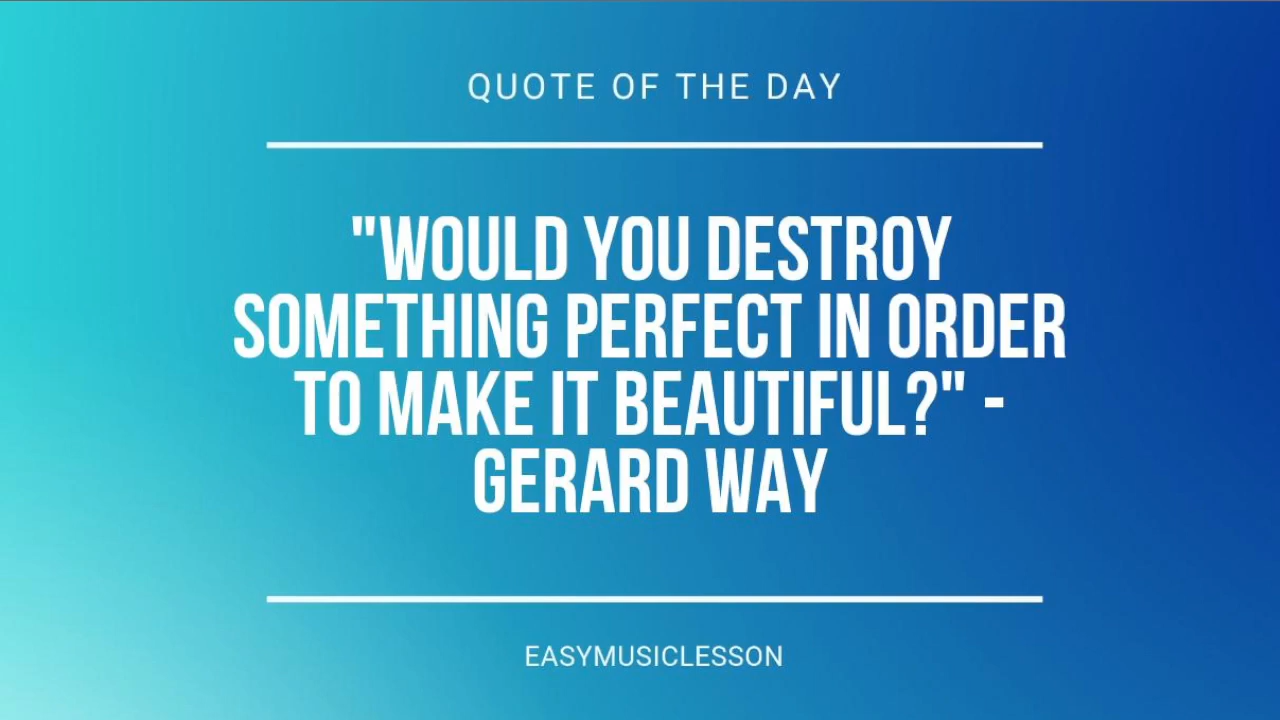 QUOTE OF THE DAY
"WOULD YOU DESTROY
SOMETHING PERFECT IN ORDER
TO MAKE IT BEAUTIFUL?" -
GERARD WAY
EASYMUSICLESSON